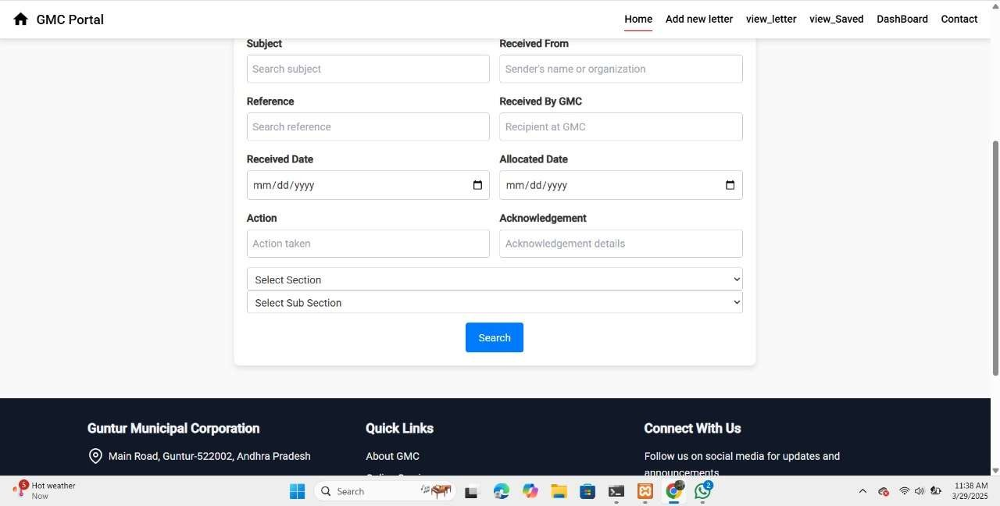 GMC Portal
Home Add new letter view_letter view_Saved DashBoard Contact
Subject Received From
Search subject Sender's name or organization
Reference Received By GMC
Search reference Recipient at GMC
Received Date Allocated Date
mm/dd/yyyy mm/dd/yyyy
Action Acknowledgement
Action taken Acknowledgement details
Select Section
Select Sub Section
Search
Guntur Municipal Corporation Quick Links Connect With Us
Main Road, Guntur-522002, Andhra Pradesh About GMC Follow us on social media for updates and
announcements
5 Hot weather
Now
Search
2
11:38 AM
3/29/2025